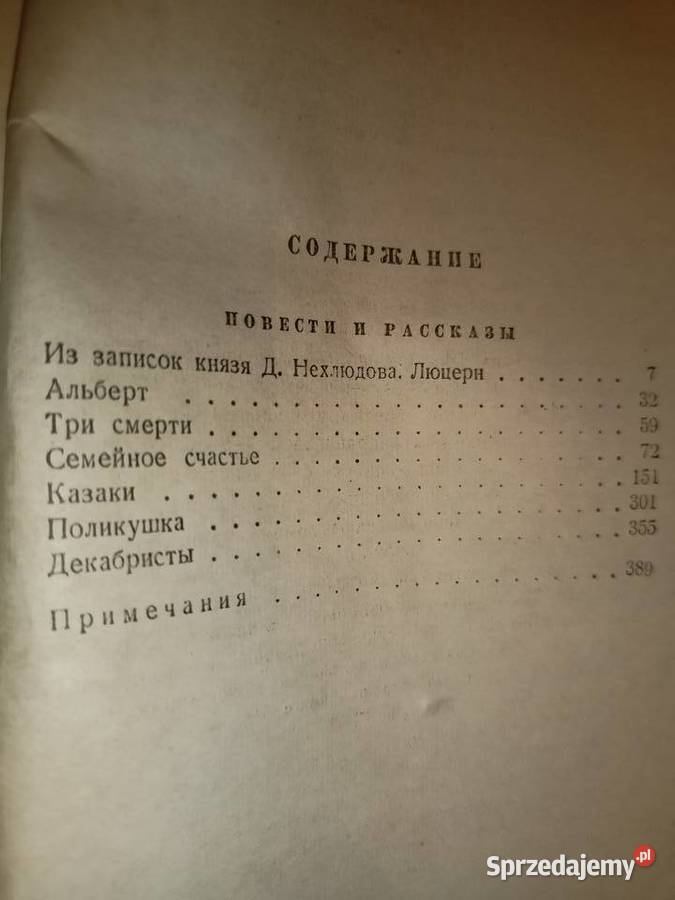 СОДЕРЖАНИЕ
ПОВЕСТИ И РАССКАЗЫ
Из записок князя Д. Нехлюдова. Люцерн . . . . . . . 7
Альберт . . . . . . . . . . . . . . . . . . 32
Три смерти . . . . . . . . . . . . . . . . . 59
Семейное счастье . . . . . . . . . . . . . . 72
Казаки . . . . . . . . . . . . . . . . . . 151
Поликушка . . . . . . . . . . . . . . . . . 301
Декабристы . . . . . . . . . . . . . . . . 355
Примечания . . . . . . . . . . . . . . 389
Sprzedajemy.pl